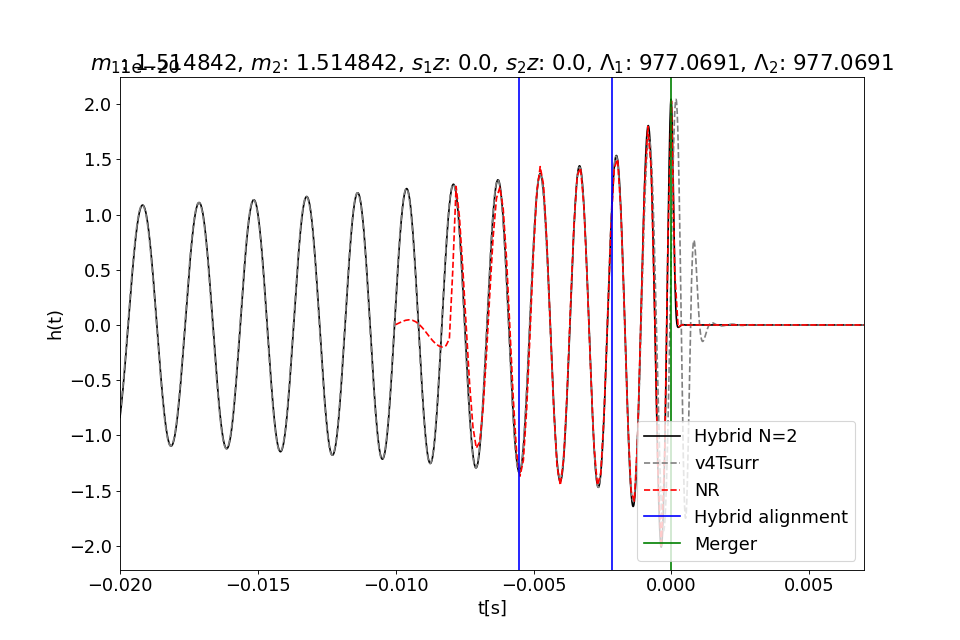 m₁: 1.514842, m₂: 1.514842, s₁z: 0.0, s₂z: 0.0, Λ₁: 977.0691, Λ₂: 977.0691
1e−20
2.0
1.5
1.0
0.5
0.0
−0.5
−1.0
−1.5
−2.0
h(t)
Hybrid N=2
v4Tsurr
NR
Hybrid alignment
Merger
−0.020
−0.015
−0.010
−0.005
0.000
0.005
t[s]